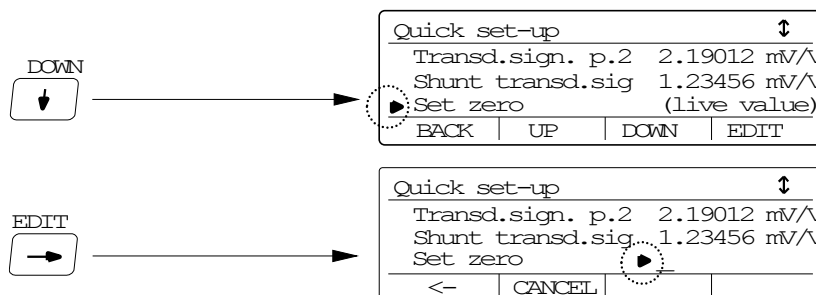 DOWN
Quick set-up
Transd.sign. p.2 2.19012 mV/V
Shunt transd.sig 1.23456 mV/V
Set zero (live value)
BACK UP DOWN EDIT
EDIT
Quick set-up
Transd.sign. p.2 2.19012 mV/V
Shunt transd.sig 1.23456 mV/V
Set zero _
<- CANCEL